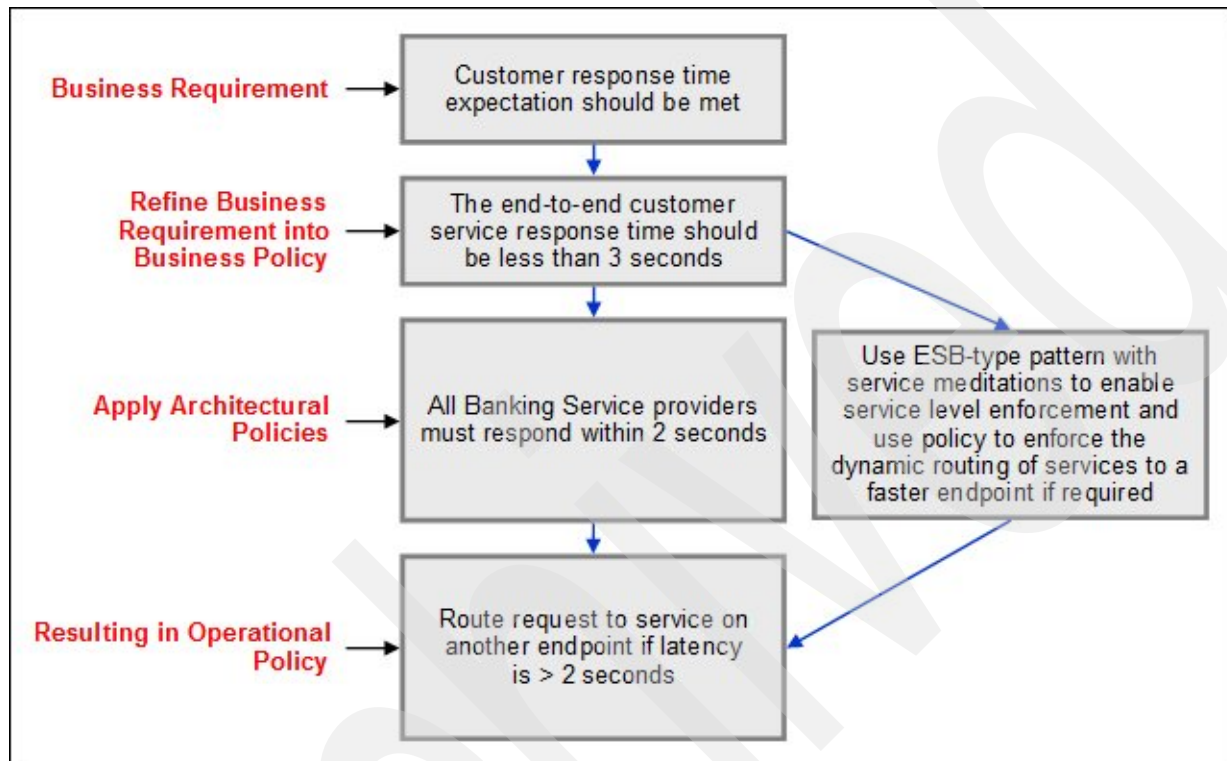 Business Requirement
Customer response time
expectation should be met
Refine Business
Requirement into
Business Policy
The end-to-end customer
service response time should
be less than 3 seconds
Apply Architectural
Policies
All Banking Service providers
must respond within 2 seconds
Use ESB-type pattern with
service meditations to enable
service level enforcement and
use policy to enforce the
dynamic routing of services to a
faster endpoint if required
Resulting in Operational
Policy
Route request to service on
another endpoint if latency
is > 2 seconds